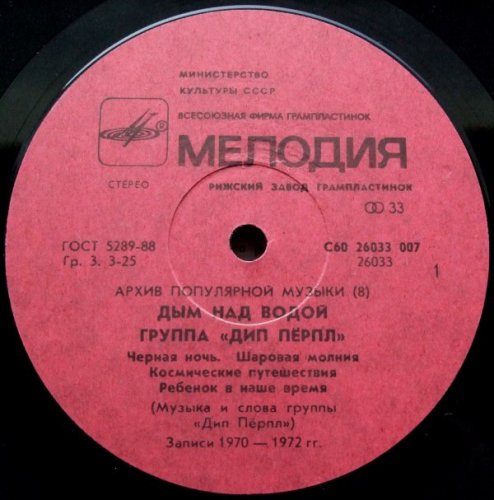 МИНИСТЕРСТВО
КУЛЬТУРЫ СССР
ВСЕСОЮЗНАЯ ФИРМА ГРАМПЛАСТИНОК
МЕЛОДИЯ
СТЕРЕО
РИЖСКИЙ ЗАВОД ГРАМПЛАСТИНОК
33
ГОСТ 5289-88
Гр. 3. 3-25
С60 26033 007
26033
1
АРХИВ ПОПУЛЯРНОЙ МУЗЫКИ (8)
ДЫМ НАД ВОДОЙ
ГРУППА «ДИП ПЁРПЛ»
Черная ночь. Шаровая молния
Космические путешествия
Ребенок в наше время
(Музыка и слова группы
«Дип Пёрпл»)
Записи 1970 — 1972 гг.